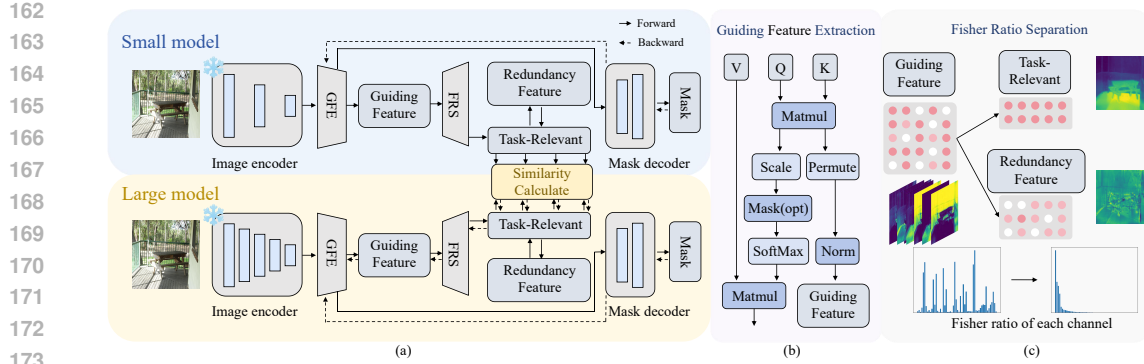 162
163
164
165
166
167
168
169
170
171
172
173
Small model
Forward
Backward
GFE
Guiding
Feature
FRS
Redundancy
Feature
Task-Relevant
Mask
Image encoder
Mask decoder
Similarity
Calculate
Large model
GFE
Guiding
Feature
FRS
Task-Relevant
Redundancy
Feature
Mask
Image encoder
Mask decoder
(a)
Guiding Feature Extraction
V
Q
K
Matmul
Scale
Permute
Mask(opt)
SoftMax
Norm
Matmul
Guiding
Feature
(b)
Fisher Ratio Separation
Guiding
Feature
Task-
Relevant
Redundancy
Feature
Fisher ratio of each channel
(c)